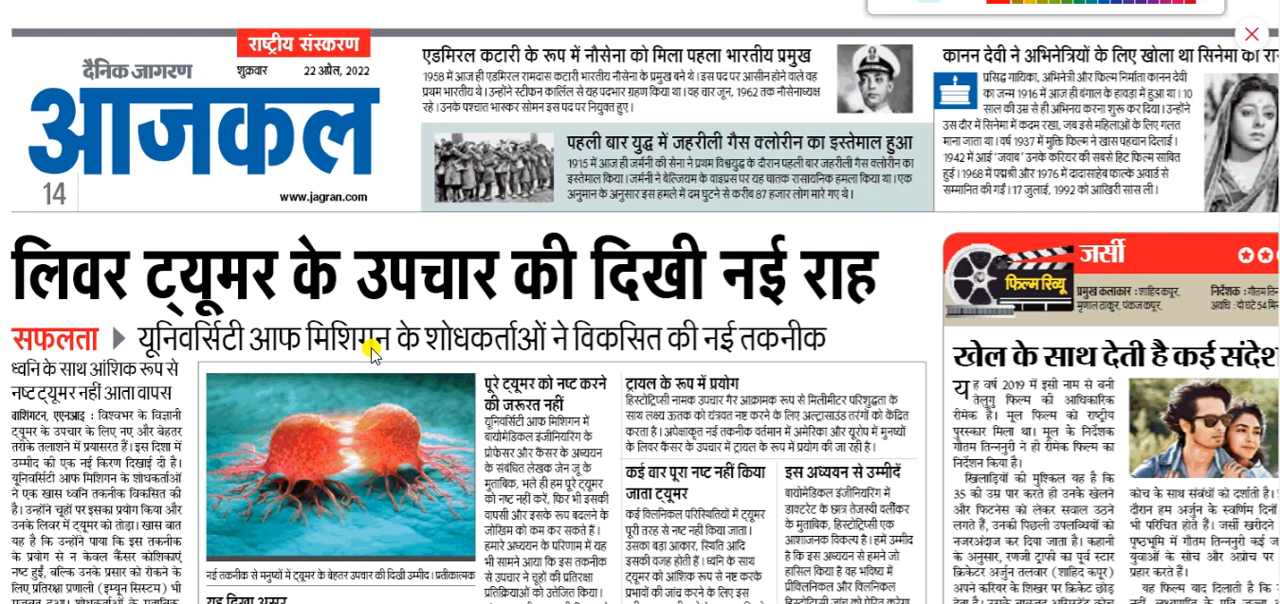 राष्ट्रीय संस्करण
दैनिक जागरण
शुक्रवार 22 अप्रैल, 2022
आजकल
14
www.jagran.com
एडमिरल कटारी के रूप में नौसेना को मिला पहला भारतीय प्रमुख
1958 में आज ही एडमिरल रामदास कटारी भारतीय नौसेना के प्रमुख बने थे। इस पद पर आसीन होने वाले वह
प्रथम भारतीय थे। उन्होंने स्टीफन कार्लिल से यह पदभार ग्रहण किया था। वह चार जून, 1962 तक नौसेनाध्यक्ष
रहे। उनके पश्चात भास्कर सोमन इस पद पर नियुक्त हुए।
पहली बार युद्ध में जहरीली गैस क्लोरीन का इस्तेमाल हुआ
1915 में आज ही जर्मनी की सेना ने प्रथम विश्वयुद्ध के दौरान पहली बार जहरीली गैस क्लोरीन का
इस्तेमाल किया। जर्मनी ने बेल्जियम के वाइप्रस पर यह घातक रासायनिक हमला किया था। एक
अनुमान के अनुसार इस हमले में दम घुटने से करीब 87 हजार लोग मारे गए थे।
कानन देवी ने अभिनेत्रियों के लिए खोला था सिनेमा का
प्रसिद्ध गायिका, अभिनेत्री और फिल्म निर्माता कानन देवी
का जन्म 1916 में आज ही बंगाल के हावड़ा में हुआ था। 10
साल की उम्र से ही अभिनय करना शुरू कर दिया। उन्होंने
उस दौर में सिनेमा में कदम रखा, जब इसे महिलाओं के लिए गलत
माना जाता था। वर्ष 1937 में मुक्ति फिल्म ने खास पहचान दिलाई।
1942 में आई 'जवाब' उनके करियर की सबसे हिट फिल्म साबित
हुई। 1968 में पद्मश्री और 1976 में दादासाहेब फाल्के अवार्ड से
सम्मानित की गईं। 17 जुलाई, 1992 को आखिरी सांस ली।
लिवर ट्यूमर के उपचार की दिखी नई राह
सफलता यूनिवर्सिटी आफ मिशिगन के शोधकर्ताओं ने विकसित की नई तकनीक
ध्वनि के साथ आंशिक रूप से
नष्ट ट्यूमर नहीं आता वापस
वाशिंगटन, एएनआइ : विश्वभर के विज्ञानी
ट्यूमर के उपचार के लिए नए और बेहतर
तरीके तलाशने में प्रयासरत हैं। इस दिशा में
उम्मीद की एक नई किरण दिखाई दी है।
यूनिवर्सिटी आफ मिशिगन के शोधकर्ताओं
ने एक खास ध्वनि तकनीक विकसित की
है। उन्होंने चूहों पर इसका प्रयोग किया और
उनके लिवर में ट्यूमर को तोड़ा। खास बात
यह है कि उन्होंने पाया कि इस तकनीक
के प्रयोग से न केवल कैंसर कोशिकाएं
नष्ट हुईं, बल्कि उनके प्रसार को रोकने के
लिए प्रतिरक्षा प्रणाली (इम्यून सिस्टम) भी
नई तकनीक से मनुष्यों में ट्यूमर के बेहतर उपचार की दिखी उम्मीद। प्रतीकात्मक
यह दिखा असर
पूरे ट्यूमर को नष्ट करने
की जरूरत नहीं
यूनिवर्सिटी आफ मिशिगन में
बायोमेडिकल इंजीनियरिंग के
प्रोफेसर और कैंसर के अध्ययन
के संबंधित लेखक जेन जू के
मुताबिक, भले ही हम पूरे ट्यूमर
को नष्ट नहीं करें, फिर भी इसकी
वापसी और इसके रूप बदलने के
जोखिम को कम कर सकते हैं।
हमारे अध्ययन के परिणाम में यह
भी सामने आया कि इस तकनीक
से उपचार ने चूहों की प्रतिरक्षा
प्रतिक्रियाओं को उत्तेजित किया।
ट्रायल के रूप में प्रयोग
हिस्टोट्रिप्सी नामक उपचार गैर आक्रामक रूप से मिलीमीटर परिशुद्धता के
साथ लक्ष्य ऊतक को यंत्रवत नष्ट करने के लिए अल्ट्रासाउंड तरंगों को केंद्रित
करता है। अपेक्षाकृत नई तकनीक वर्तमान में अमेरिका और यूरोप में मुनष्यों
के लिवर कैंसर के उपचार में ट्रायल के रूप में प्रयोग की जा रही है।
कई बार पूरा नष्ट नहीं किया
जाता ट्यूमर
कई क्लिनिकल परिस्थितियों में ट्यूमर
पूरी तरह से नष्ट नहीं किया जाता।
उसका बड़ा आकार, स्थिति आदि
इसकी वजह होती हैं। ध्वनि के साथ
ट्यूमर को आंशिक रूप से नष्ट करके
प्रभावों की जांच करने के लिए इस
इस अध्ययन से उम्मीदें
बायोमेडिकल इंजीनियरिंग में
डाक्टरेट के छात्र तेजस्वी वर्लीकर
के मुताबिक, हिस्टोट्रिप्सी एक
आशाजनक विकल्प है। हमें उम्मीद
है कि इस अध्ययन से हमने जो
हासिल किया है वह भविष्य में
प्रीक्लिनिकल और क्लिनिकल
हिस्टोट्रिप्सी जांच को प्रेरित करेगा
फिल्म रिव्यू
जर्सी
प्रमुख कलाकार : शाहिद कपूर,
मृणाल ठाकुर, पंकज कपूर,
निर्देशक : गौतम
अवधि : दो घंटे 54
खेल के साथ देती है कई
यह वर्ष 2019 में इसी नाम से बनी
तेलुगु फिल्म की आधिकारिक
रीमेक है। मूल फिल्म को राष्ट्रीय
पुरस्कार मिला था। मूल के निर्देशक
गौतम तिन्ननुरी ने ही रीमेक फिल्म का
निर्देशन किया है।
खिलाड़ियों की मुश्किल यह है कि
35 की उम्र पार करते ही उनके खेलने
और फिटनेस को लेकर सवाल उठने
लगते हैं, उनकी पिछली उपलब्धियों को
नजरअंदाज कर दिया जाता है। कहानी
के अनुसार, रणजी ट्राफी का पूर्व स्टार
क्रिकेटर अर्जुन तलवार (शाहिद कपूर)
अपने करियर के शिखर पर क्रिकेट छोड़
कोच के साथ संबंधों को दर्शाती है।
दौरान हम अर्जुन के स्वर्णिम दिनों
भी परिचित होते हैं। जर्सी खरीदने
पृष्ठभूमि में गौतम तिन्ननुरी कई
युवाओं के सोच और अप्रोच पर
प्रहार करते हैं।
यह फिल्म याद दिलाती है कि